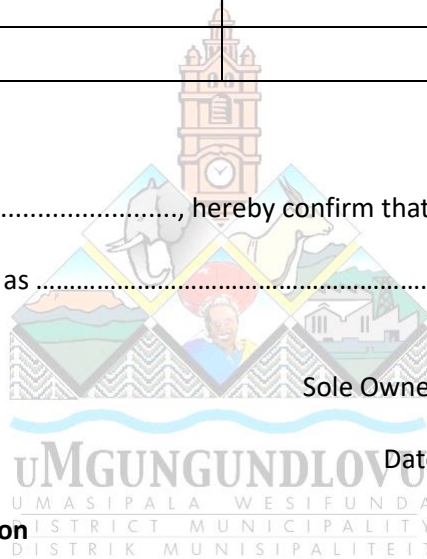 ........................, hereby confirm that
as ............................................................
Sole Owne
Dat
UMGUNGUNDLOVU
UMASIPALA WESIFUNDA
on
DISTRICT MUNICIPALITY
DISTRIK MUNISIPALITEIT